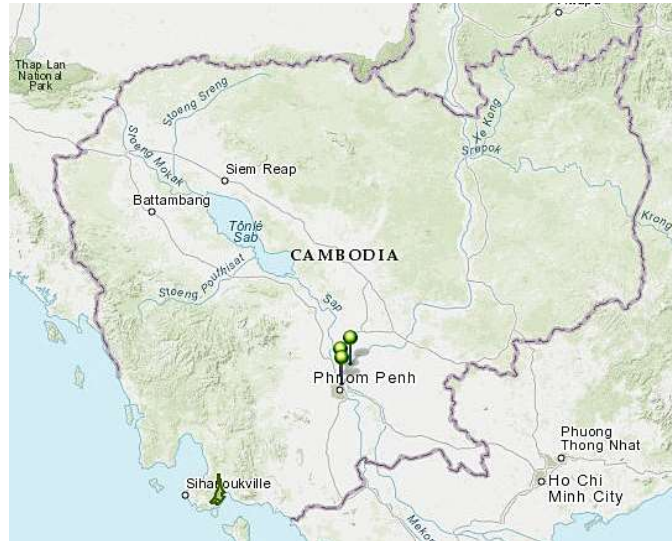 Thap Lan
National
Park
Stoeng Sreng
Xe Kong
Srepok
Stoeng Mokak
Siem Reap
Battambang
Tônlé
Sab
Krong
CAMBODIA
Stoeng Pouthisat
Sap
Phnom Penh
Phuong
Thong Nhat
Sihanoukville
Ho Chi
Minh City